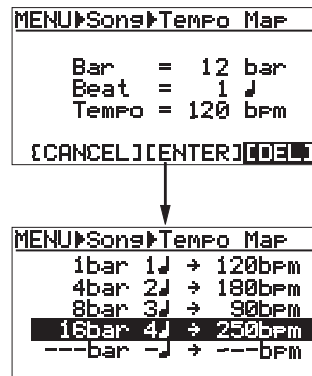 MENU▶Song▶Tempo Map
Bar = 12 bar
Beat = 1 ♩
Tempo = 120 bpm
[CANCEL][ENTER][DEL]
MENU▶Song▶Tempo Map
1bar 1♩ → 120bpm
4bar 2♩ → 180bpm
8bar 3♩ → 90bpm
16bar 4♩ → 250bpm
---bar -♩ → ---bpm